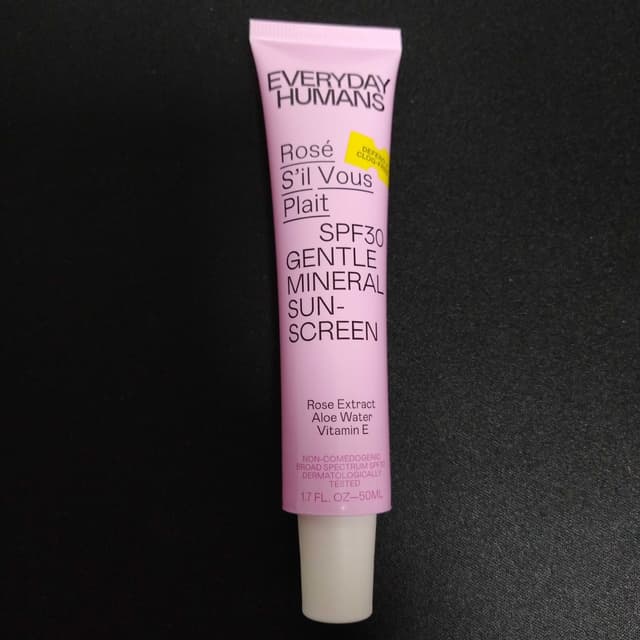 EVERYDAY
HUMANS
Rosé
S'il Vous
Plait
SPF30
GENTLE
MINERAL
SUN-
SCREEN
Rose Extract
Aloe Water
Vitamin E
NON-COMEDOGENIC
BROAD SPECTRUM SPF30
DERMATOLOGICALLY
TESTED
1.7 FL. OZ—50ML